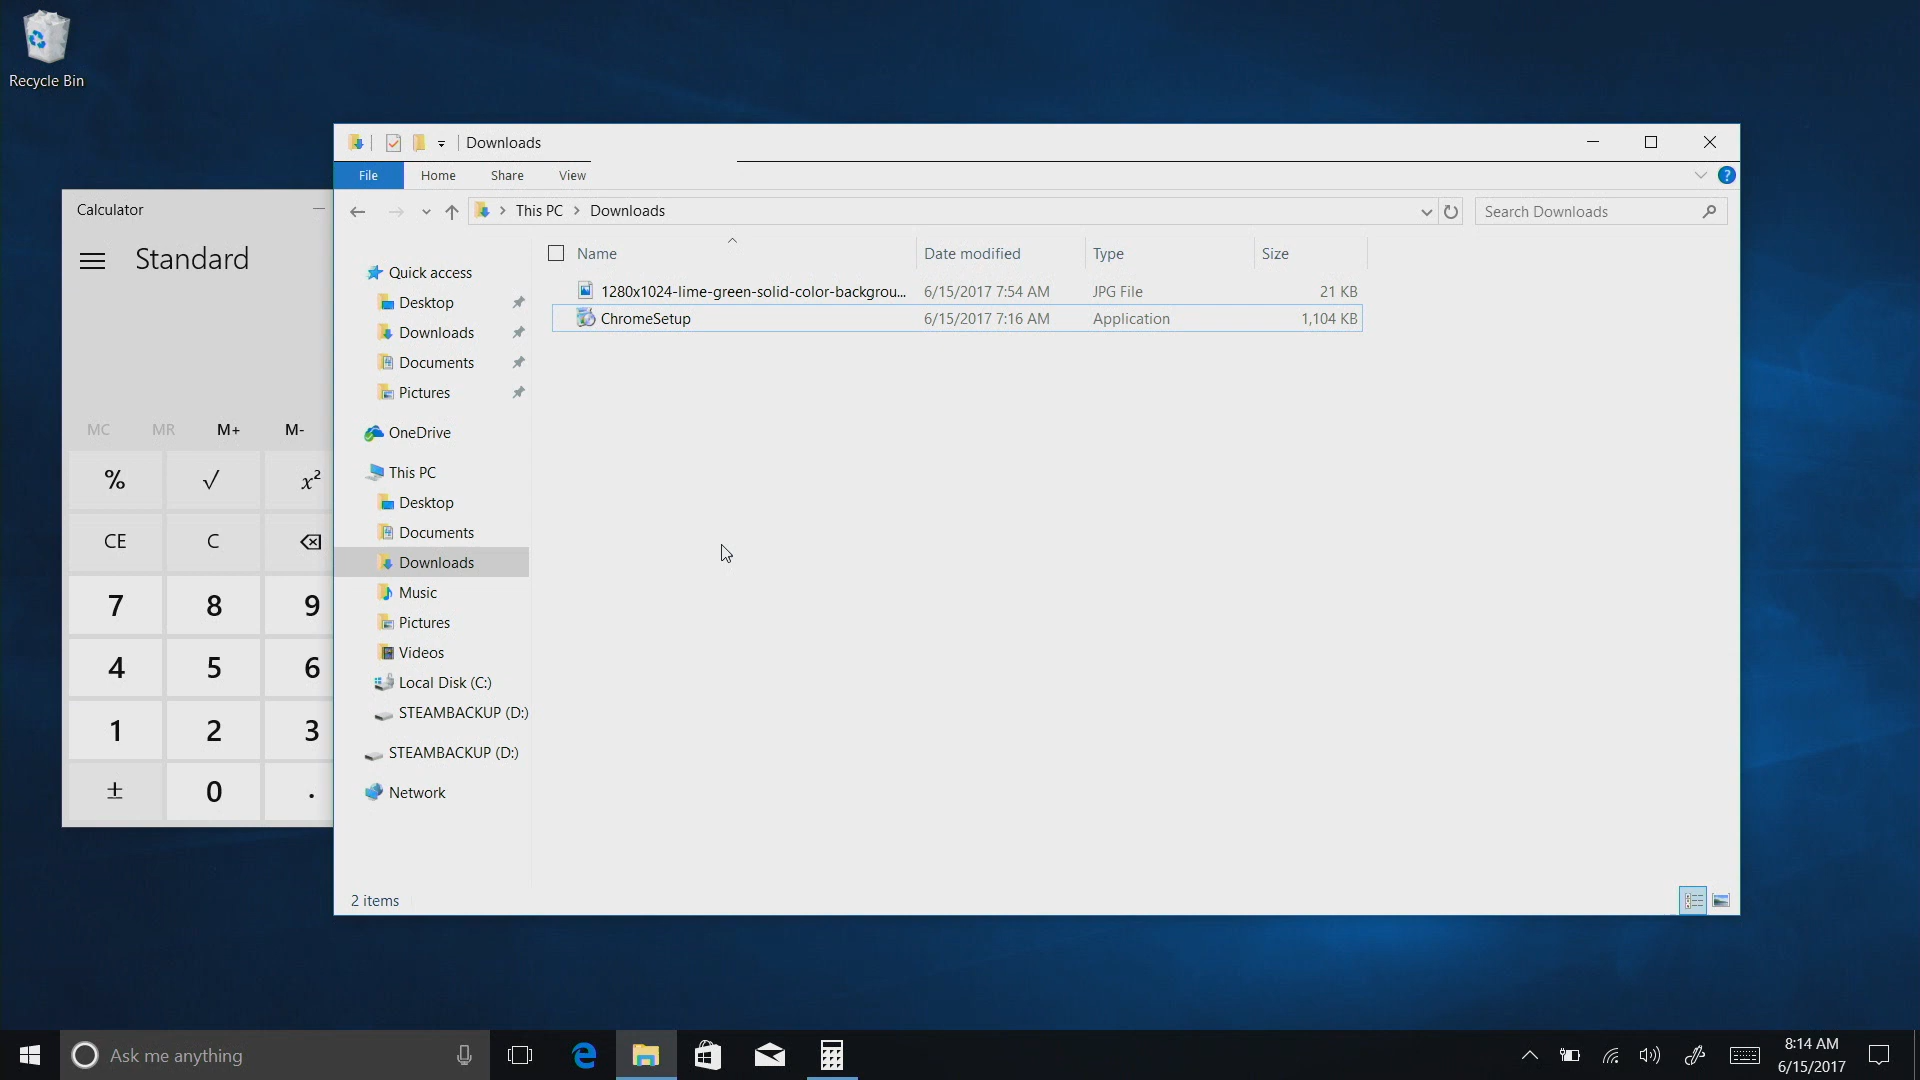 Recycle Bin
Downloads
File Home Share View
?
This PC Downloads
Search Downloads
Calculator
Standard
MC MR M+ M-
% √ x²
CE C
7 8 9
4 5 6
1 2 3
± 0 .
Quick access
Desktop
Downloads
Documents
Pictures
OneDrive
This PC
Desktop
Documents
Downloads
Music
Pictures
Videos
Local Disk (C:)
STEAMBACKUP (D:)
STEAMBACKUP (D:)
Network
Name Date modified Type Size
1280x1024-lime-green-solid-color-backgrou... 6/15/2017 7:54 AM JPG File 21 KB
ChromeSetup 6/15/2017 7:16 AM Application 1,104 KB
2 items
Ask me anything
8:14 AM
6/15/2017